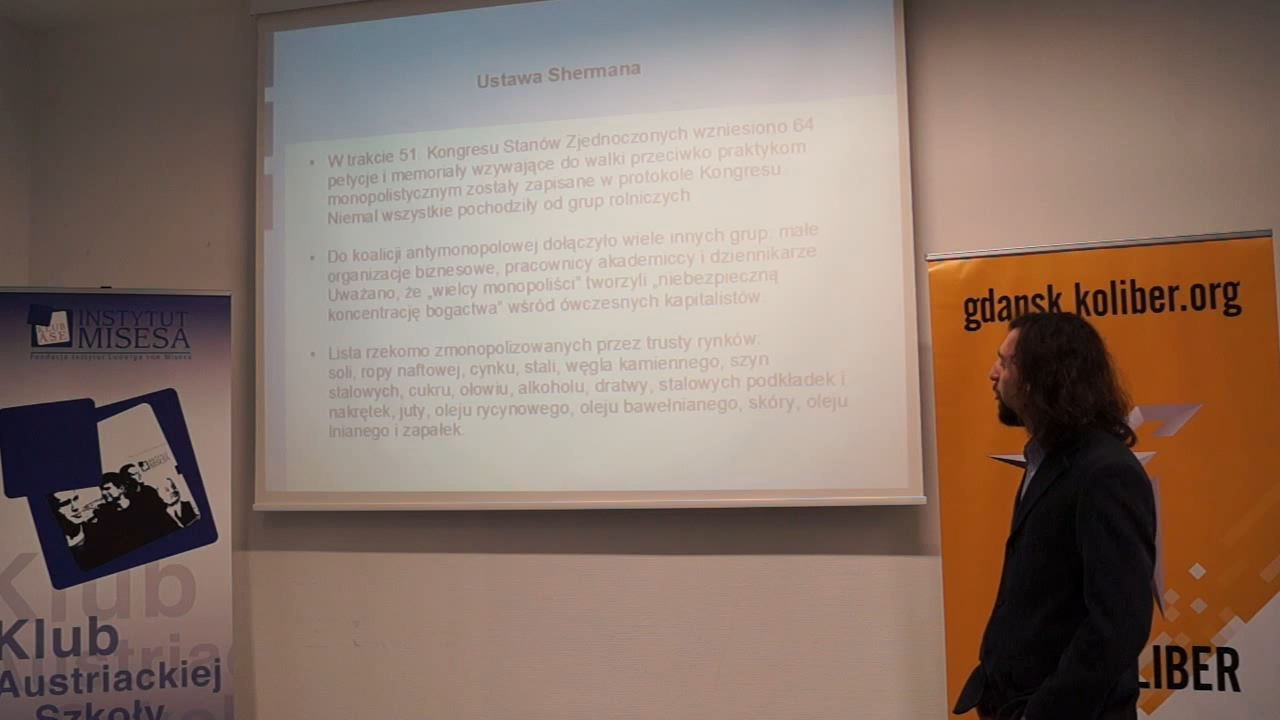 Ustawa Shermana
• W trakcie 51. Kongresu Stanów Zjednoczonych wzniesiono 64
petycje i memoriały wzywające do walki przeciwko praktykom
monopolistycznym zostały zapisane w protokole Kongresu.
Niemal wszystkie pochodziły od grup rolniczych
• Do koalicji antymonopolowej dołączyło wiele innych grup: małe
organizacje biznesowe, pracownicy akademiccy i dziennikarze.
Uważano, że „wielcy monopoliści” tworzyli „niebezpieczną
koncentrację bogactwa” wśród ówczesnych kapitalistów.
• Lista rzekomo zmonopolizowanych przez trusty rynków:
soli, ropy naftowej, cynku, stali, węgla kamiennego, szyn
stalowych, cukru, ołowiu, alkoholu, dratwy, stalowych podkładek i
nakrętek, juty, oleju rycynowego, oleju bawełnianego, skóry, oleju
lnianego i zapałek.
KLUB
ASE
INSTYTUT
MISESA
Fundacja Instytut Ludwiga von Misesa
Klub
Klub
Austriackiej
Szkoły
gdansk.koliber.org
LIBER